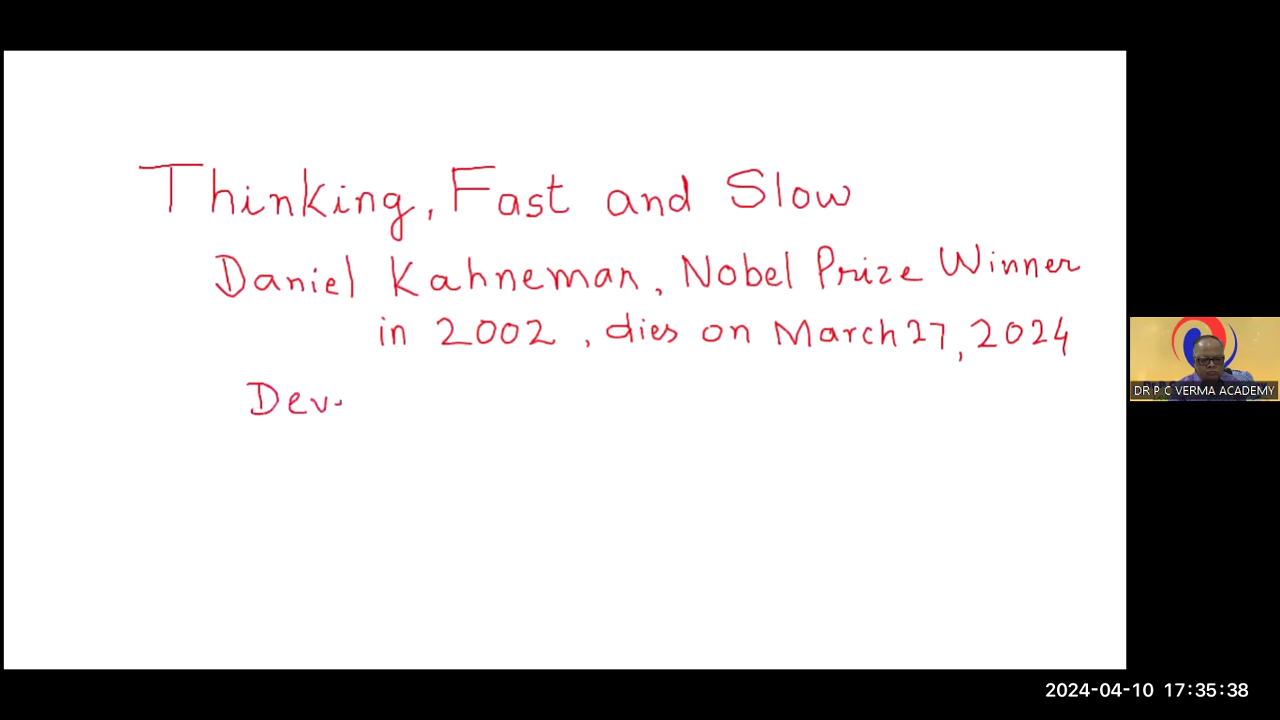 Thinking, Fast and Slow
Daniel Kahneman, Nobel Prize Winner
in 2002, dies on March 27, 2024
Dev
DR P C VERMA ACADEMY
2024-04-10 17:35:38